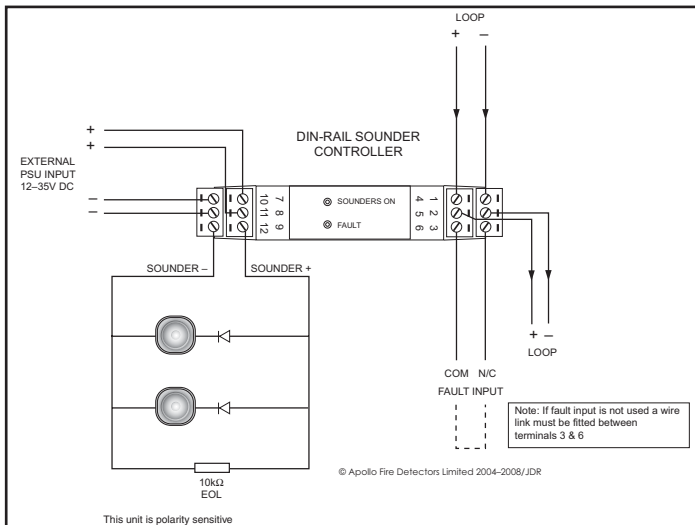 LOOP
+ –
DIN-RAIL SOUNDER
CONTROLLER
+
+
EXTERNAL
PSU INPUT
12–35V DC
–
–
10 11 12
7 8 9
SOUNDERS ON
FAULT
4 5 6
1 2 3
SOUNDER –
SOUNDER +
+ –
LOOP
COM N/C
FAULT INPUT
Note: If fault input is not used a wire
link must be fitted between
terminals 3 & 6
10kΩ
EOL
© Apollo Fire Detectors Limited 2004–2008/JDR
This unit is polarity sensitive